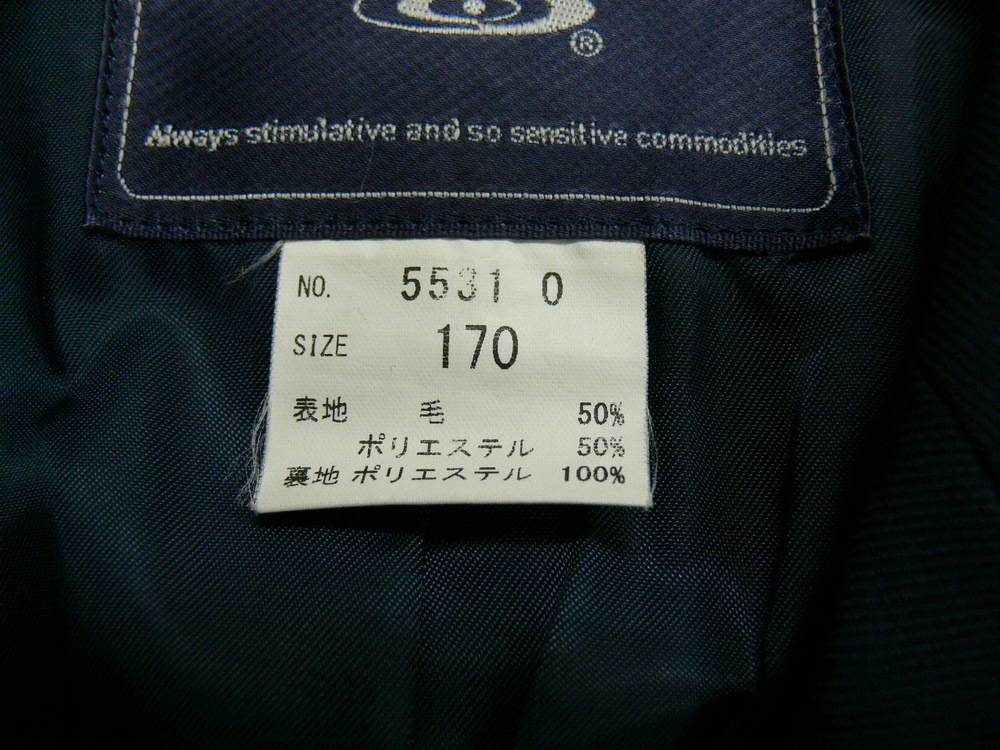 ®
Always stimulative and so sensitive commodities
NO. 5531 0
SIZE 170
表地 毛 50%
ポリエステル 50%
裏地 ポリエステル 100%